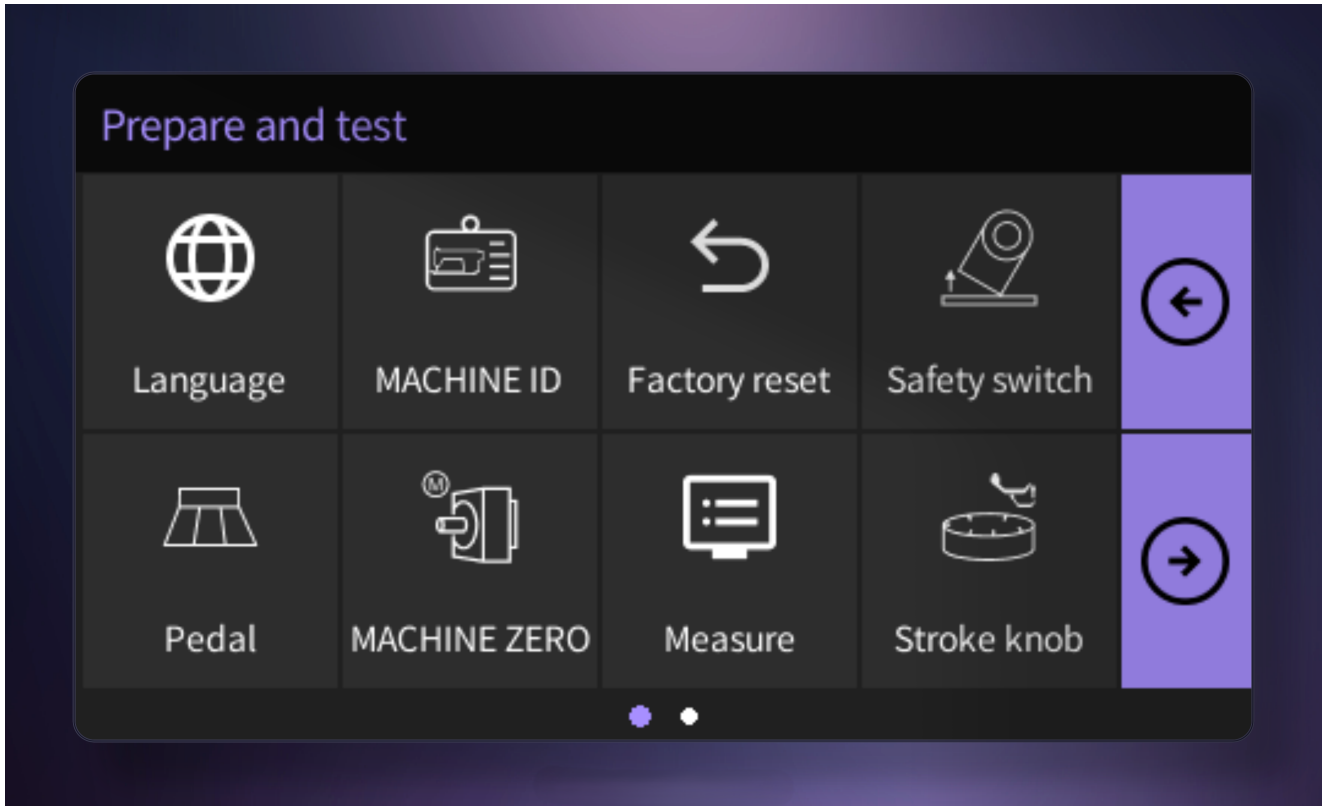 Prepare and test
Language
MACHINE ID
Factory reset
Safety switch
Pedal
M
MACHINE ZERO
Measure
Stroke knob